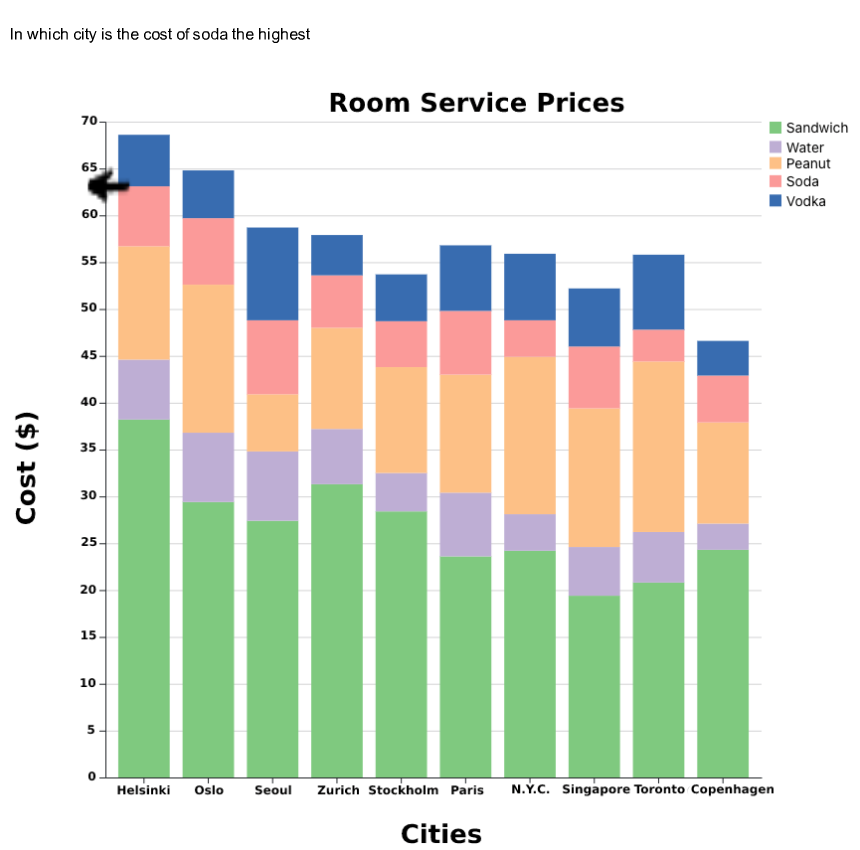 In which city is the cost of soda the highest
Room Service Prices
70
65
60
55
50
45
40
35
30
25
20
15
10
5
0
Cost ($)
Sandwich
Water
Peanut
Soda
Vodka
Helsinki Oslo Seoul Zurich Stockholm Paris N.Y.C. Singapore Toronto Copenhagen
Cities